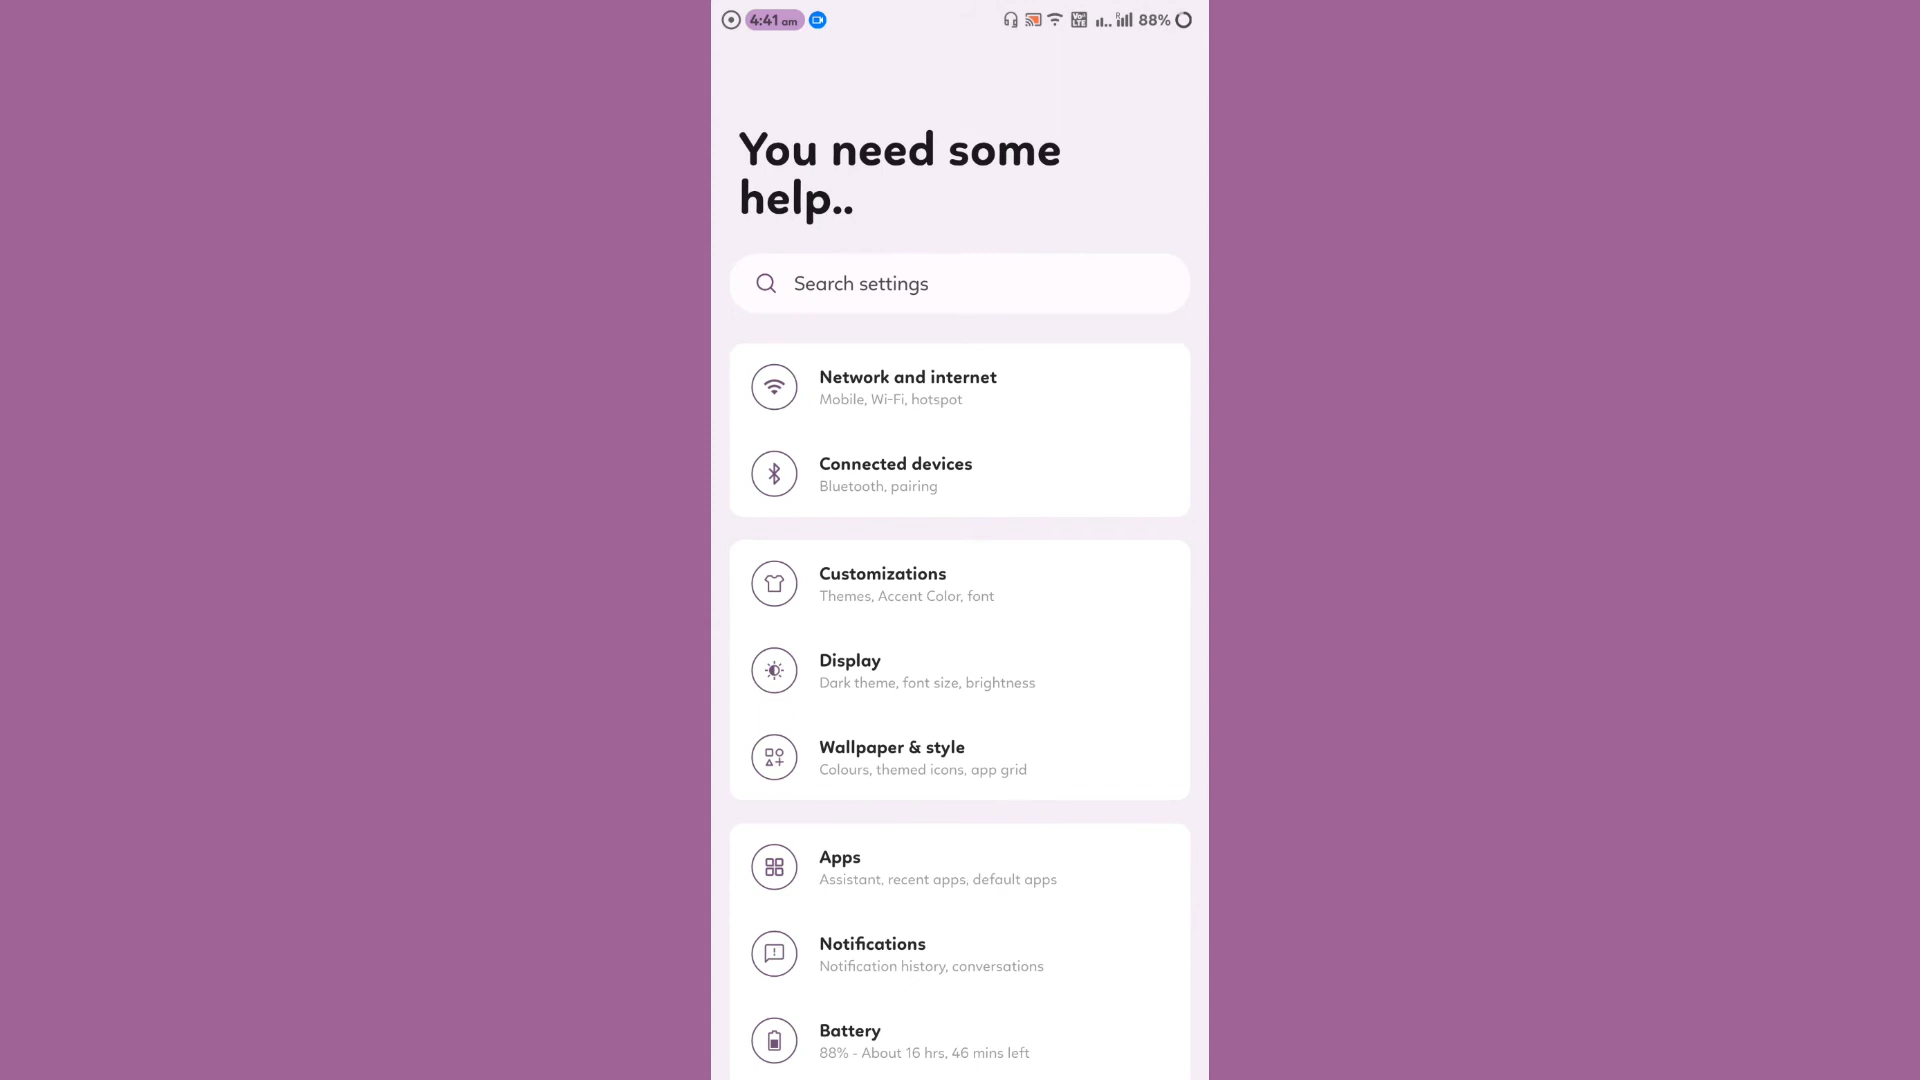 4:41 am
Vo LTE R 88%
You need some
help..
Search settings
Network and internet
Mobile, Wi-Fi, hotspot
Connected devices
Bluetooth, pairing
Customizations
Themes, Accent Color, font
Display
Dark theme, font size, brightness
Wallpaper & style
Colours, themed icons, app grid
Apps
Assistant, recent apps, default apps
Notifications
Notification history, conversations
Battery
88% - About 16 hrs, 46 mins left